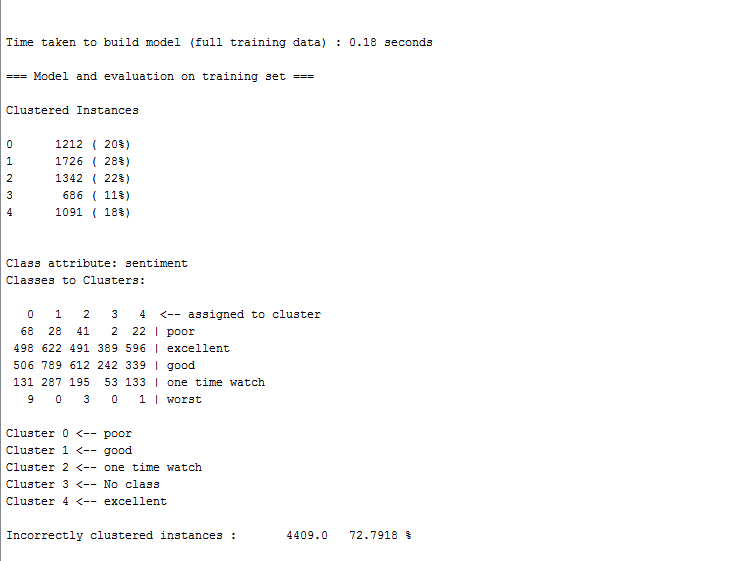 Time taken to build model (full training data) : 0.18 seconds
=== Model and evaluation on training set ===
Clustered Instances
0 1212 ( 20%)
1 1726 ( 28%)
2 1342 ( 22%)
3 686 ( 11%)
4 1091 ( 18%)
Class attribute: sentiment
Classes to Clusters:
0 1 2 3 4 <-- assigned to cluster
68 28 41 2 22 | poor
498 622 491 389 596 | excellent
506 789 612 242 339 | good
131 287 195 53 133 | one time watch
9 0 3 0 1 | worst
Cluster 0 <-- poor
Cluster 1 <-- good
Cluster 2 <-- one time watch
Cluster 3 <-- No class
Cluster 4 <-- excellent
Incorrectly clustered instances : 4409.0 72.7918 %